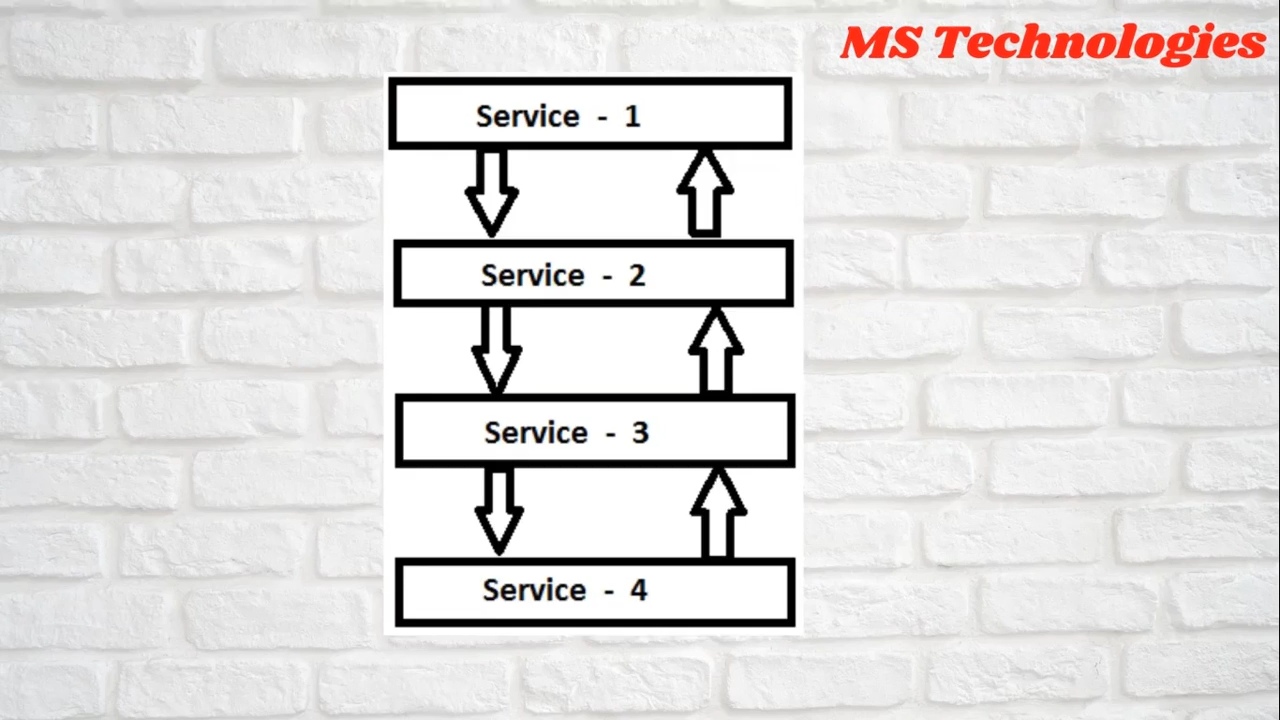 MS Technologies
Service - 1
Service - 2
Service - 3
Service - 4